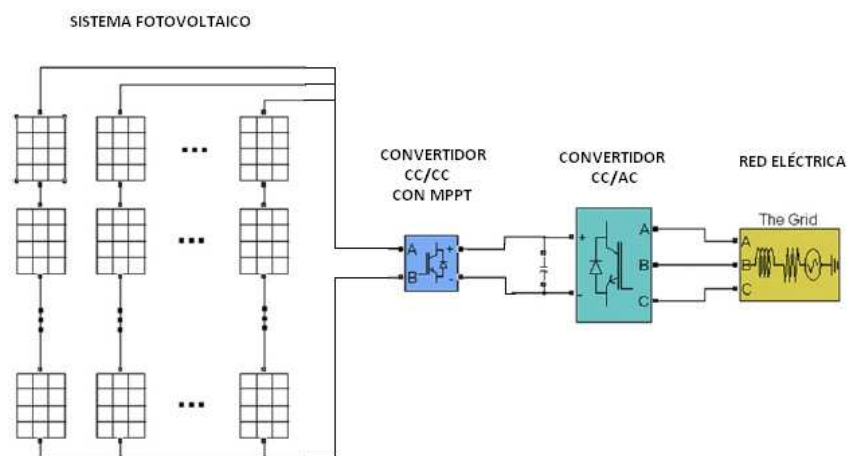 SISTEMA FOTOVOLTAICO
CONVERTIDOR
CC/CC
CON MPPT
CONVERTIDOR
CC/AC
RED ELÉCTRICA
The Grid
A
B
+
-
+
-
A
B
C
A
B
C